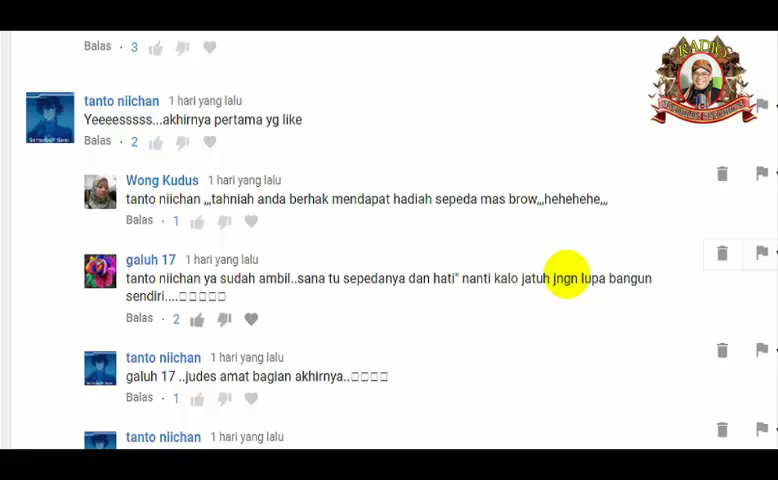 Balas · 3
RADIO
tanto niichan 1 hari yang lalu
Yeeeesssss...akhirnya pertama yg like
Balas · 2
Wong Kudus 1 hari yang lalu
tanto niichan ,,,tahniah anda berhak mendapat hadiah sepeda mas brow,,,hehehehe,,,
Balas · 1
galuh 17 1 hari yang lalu
tanto niichan ya sudah ambil..sana tu sepedanya dan hati" nanti kalo jatuh jngn lupa bangun
sendiri....□□□□□
Balas · 2
tanto niichan 1 hari yang lalu
galuh 17 ..judes amat bagian akhirnya..□□□□
Balas · 1
tanto niichan 1 hari yang lalu